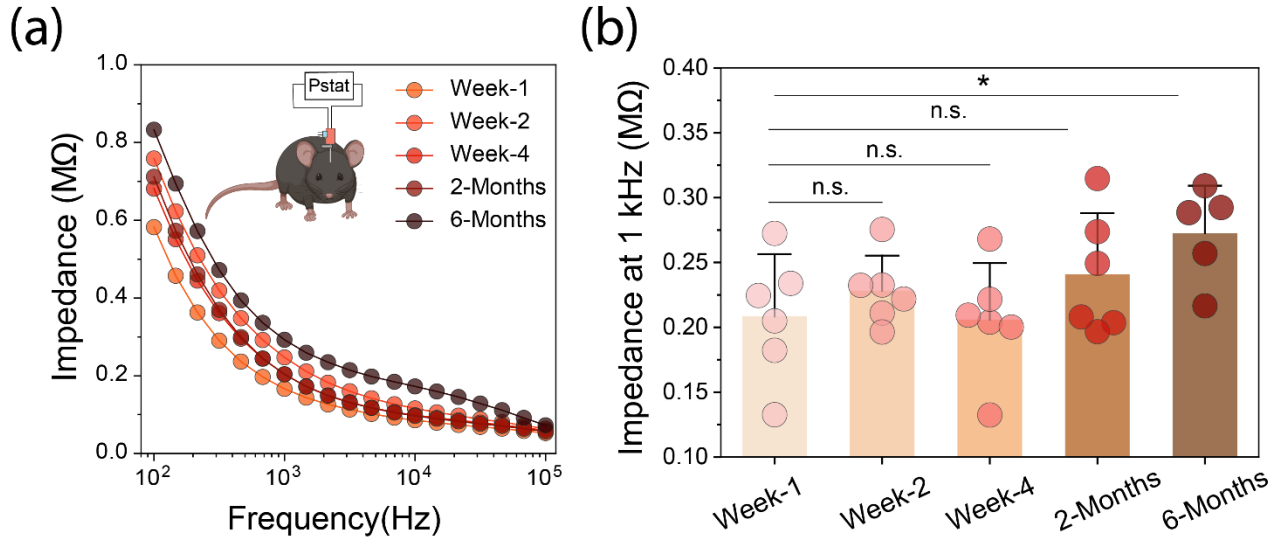 (a)
Impedance (MΩ)
1.0
0.8
0.6
0.4
0.2
0.0
10²
10³
10⁴
10⁵
Frequency(Hz)
Pstat
Week-1
Week-2
Week-4
2-Months
6-Months
(b)
Impedance at 1 kHz (MΩ)
0.40
0.35
0.30
0.25
0.20
0.15
0.10
*
n.s.
n.s.
n.s.
Week-1
Week-2
Week-4
2-Months
6-Months